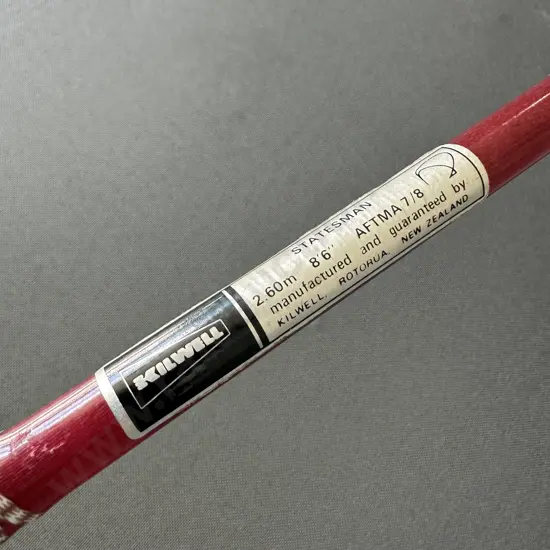 KILWELL
STATESMAN
2.60m 8'6" AFTMA 7/8
manufactured and guaranteed by
KILWELL, ROTORUA, NEW ZEALAND